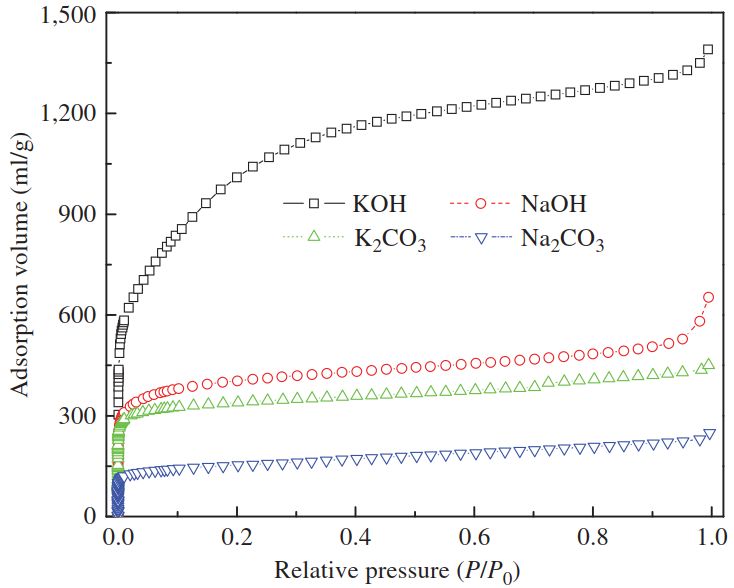 1,500
1,200
900
600
300
0
Adsorption volume (ml/g)
KOH
NaOH
K₂CO₃
Na₂CO₃
0.0 0.2 0.4 0.6 0.8 1.0
Relative pressure (P/P₀)